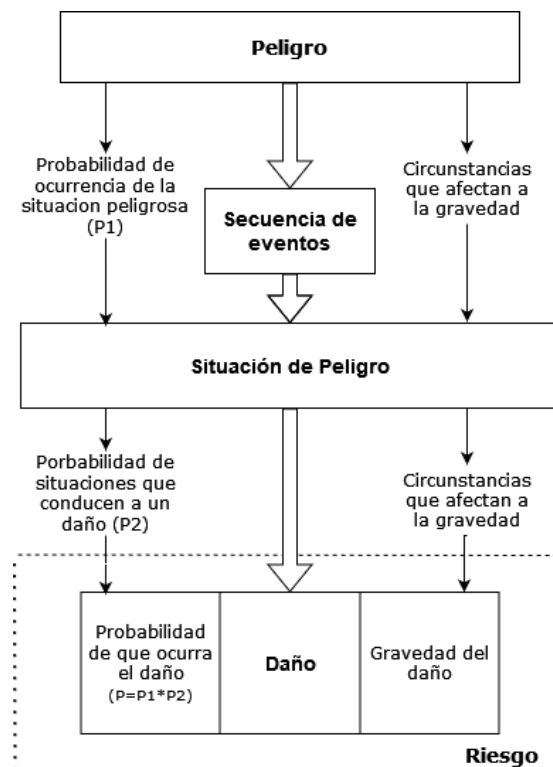 Peligro
Probabilidad de
ocurrencia de la
situacion peligrosa
(P1)
Secuencia de
eventos
Circunstancias
que afectan a
la gravedad
Situación de Peligro
Porbabilidad de
situaciones que
conducen a un
daño (P2)
Circunstancias
que afectan a
la gravedad
Probabilidad
de que ocurra
el daño
(P=P1*P2)
Daño
Gravedad del
daño
Riesgo